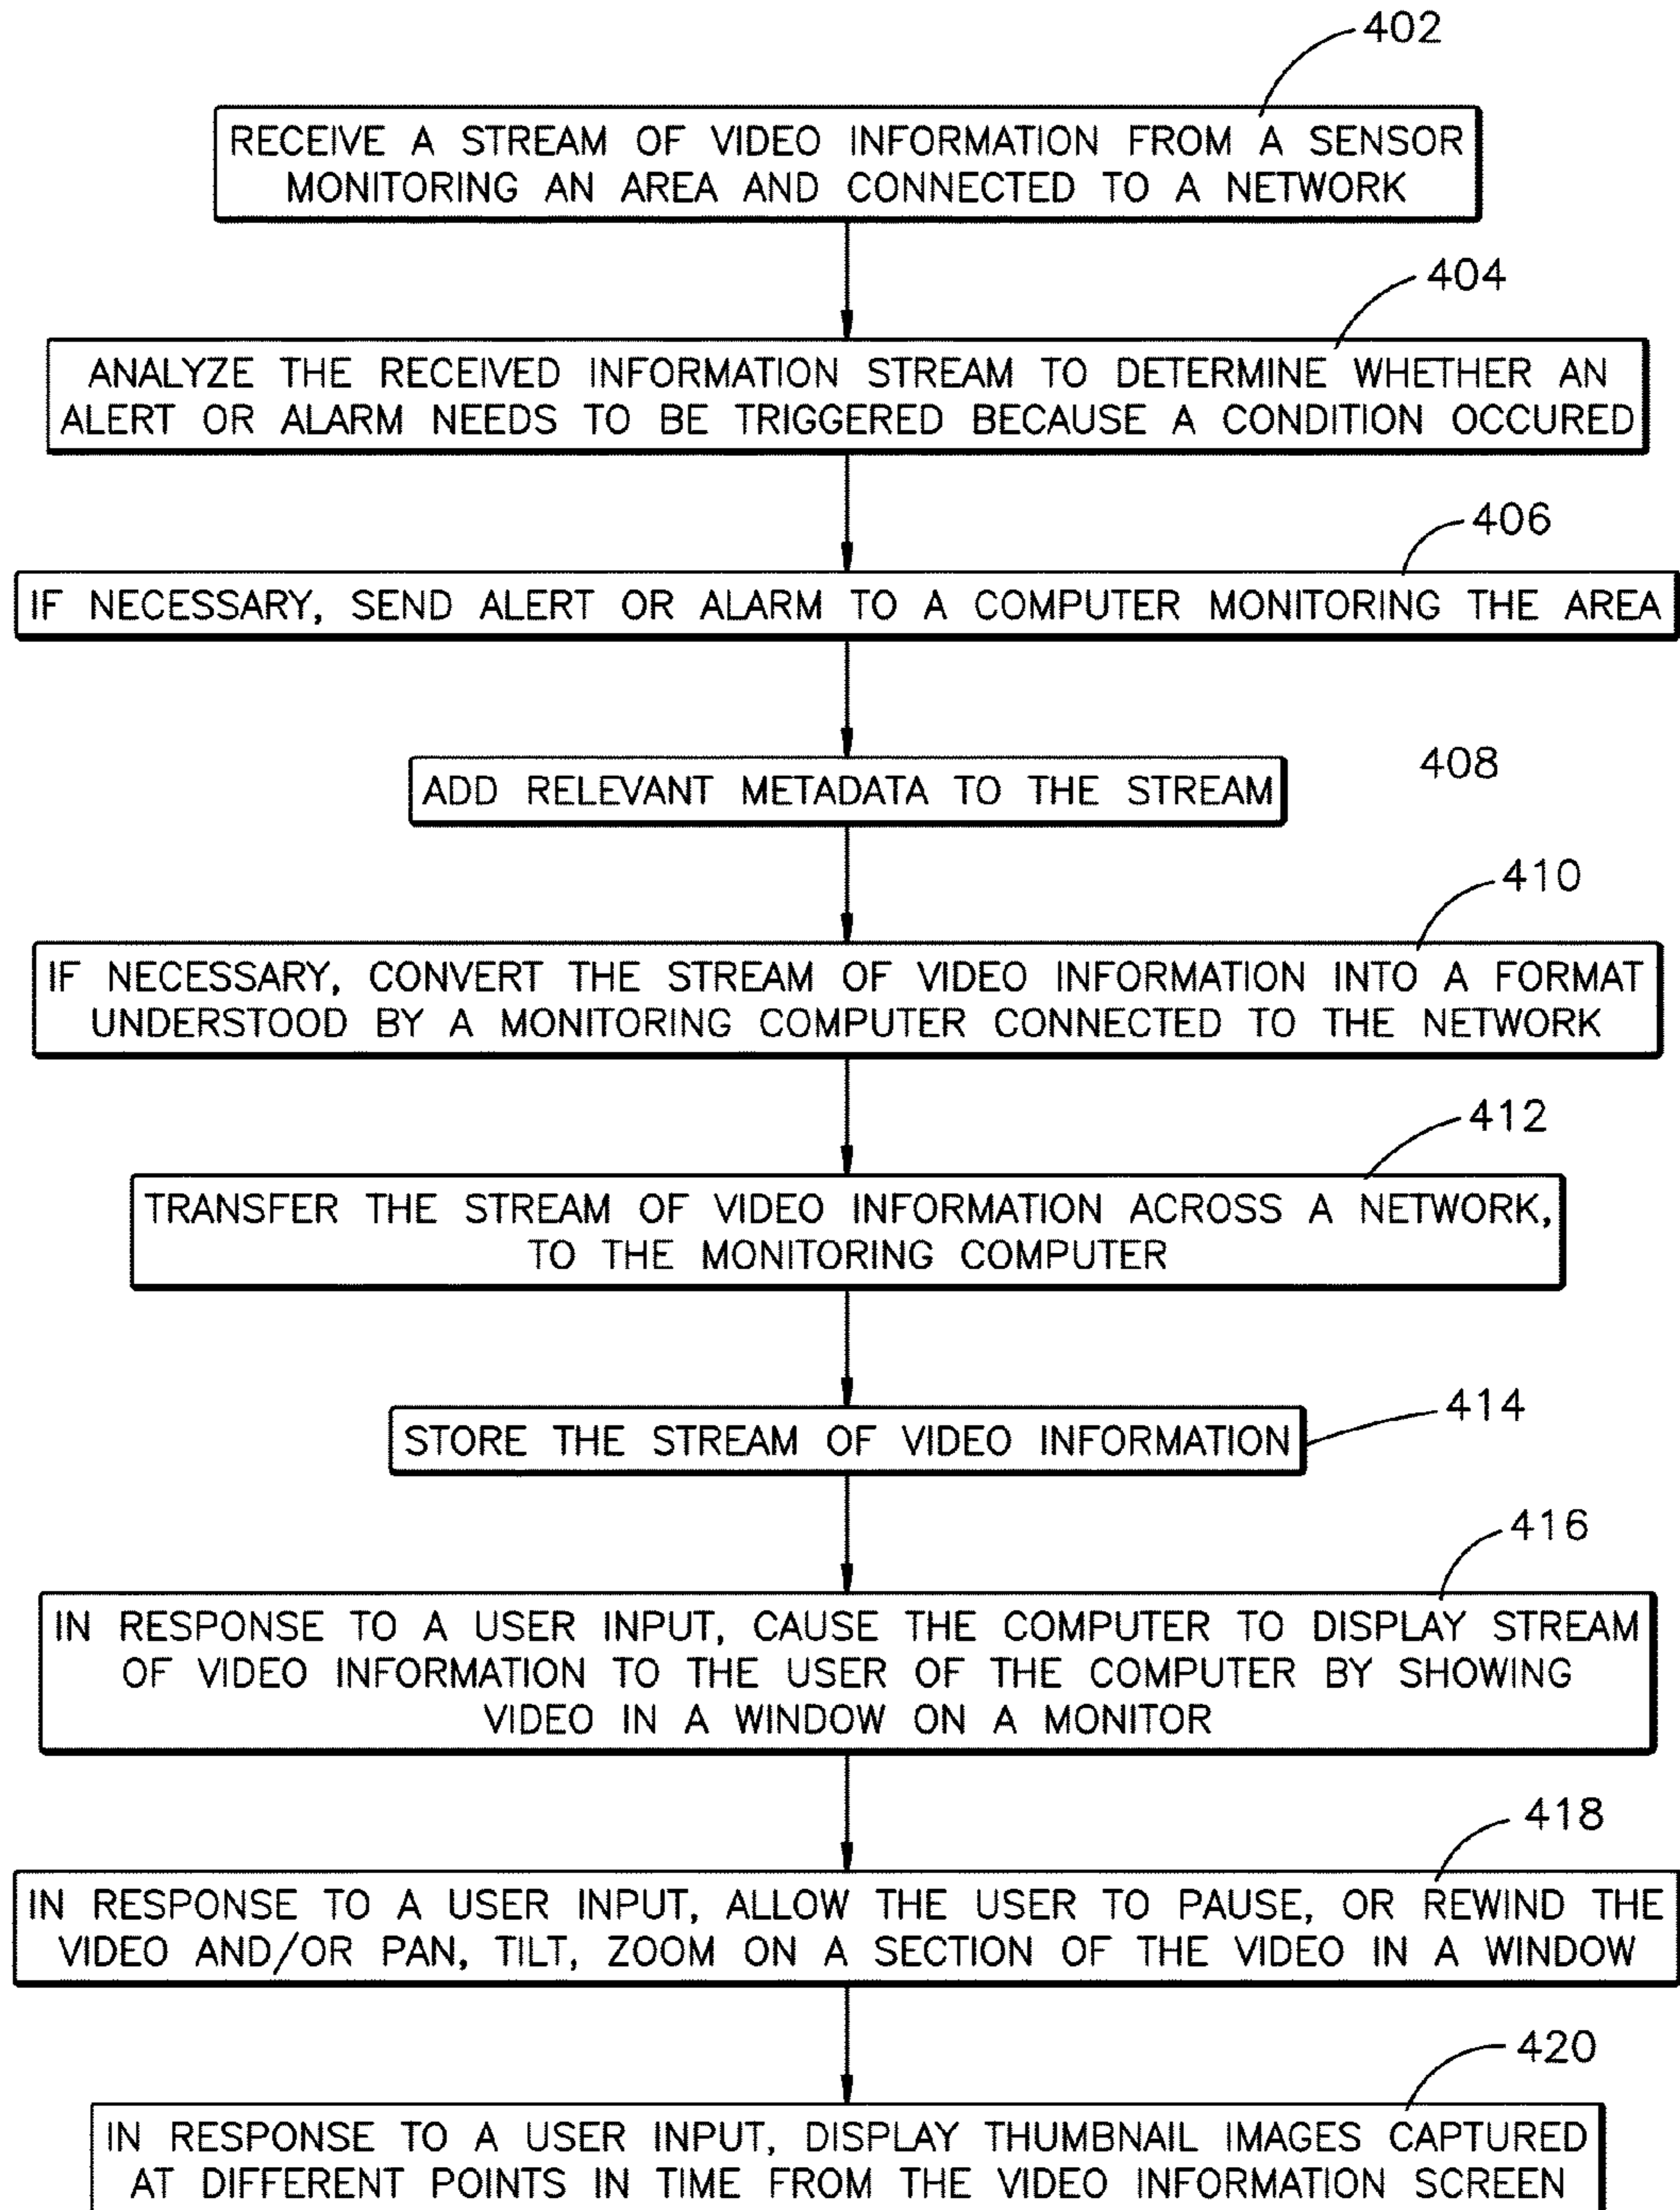 402
RECEIVE A STREAM OF VIDEO INFORMATION FROM A SENSOR
MONITORING AN AREA AND CONNECTED TO A NETWORK
404
ANALYZE THE RECEIVED INFORMATION STREAM TO DETERMINE WHETHER AN
ALERT OR ALARM NEEDS TO BE TRIGGERED BECAUSE A CONDITION OCCURED
406
IF NECESSARY, SEND ALERT OR ALARM TO A COMPUTER MONITORING THE AREA
408
ADD RELEVANT METADATA TO THE STREAM
410
IF NECESSARY, CONVERT THE STREAM OF VIDEO INFORMATION INTO A FORMAT
UNDERSTOOD BY A MONITORING COMPUTER CONNECTED TO THE NETWORK
412
TRANSFER THE STREAM OF VIDEO INFORMATION ACROSS A NETWORK,
TO THE MONITORING COMPUTER
414
STORE THE STREAM OF VIDEO INFORMATION
416
IN RESPONSE TO A USER INPUT, CAUSE THE COMPUTER TO DISPLAY STREAM
OF VIDEO INFORMATION TO THE USER OF THE COMPUTER BY SHOWING
VIDEO IN A WINDOW ON A MONITOR
418
IN RESPONSE TO A USER INPUT, ALLOW THE USER TO PAUSE, OR REWIND THE
VIDEO AND/OR PAN, TILT, ZOOM ON A SECTION OF THE VIDEO IN A WINDOW
420
IN RESPONSE TO A USER INPUT, DISPLAY THUMBNAIL IMAGES CAPTURED
AT DIFFERENT POINTS IN TIME FROM THE VIDEO INFORMATION SCREEN